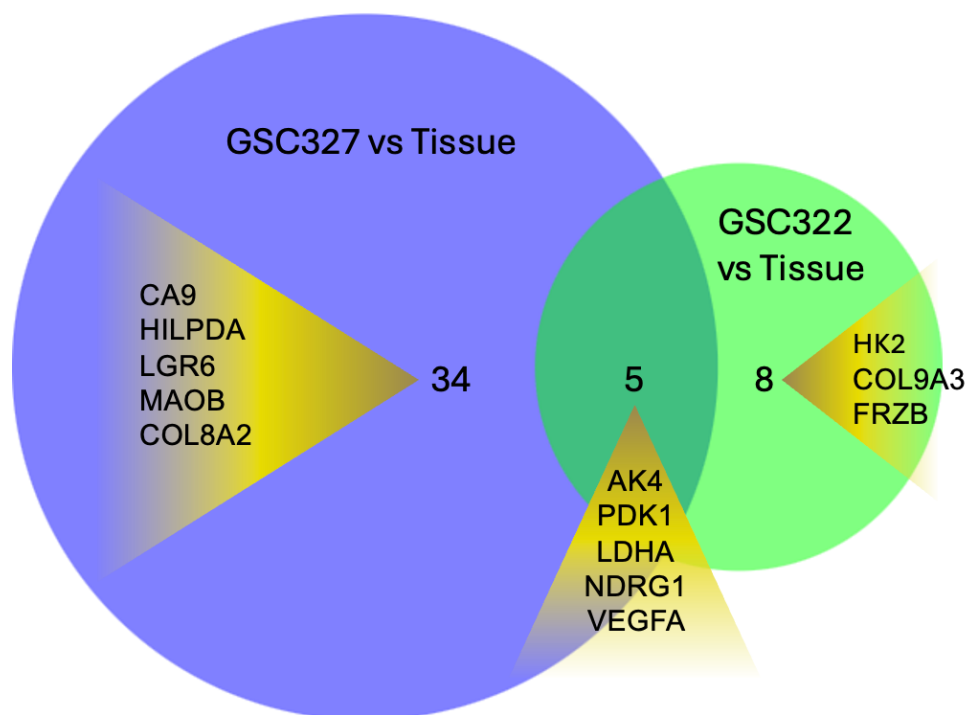 GSC327 vs Tissue
GSC322
vs Tissue
CA9
HILPDA
LGR6
MAOB
COL8A2
34
5
8
HK2
COL9A3
FRZB
AK4
PDK1
LDHA
NDRG1
VEGFA